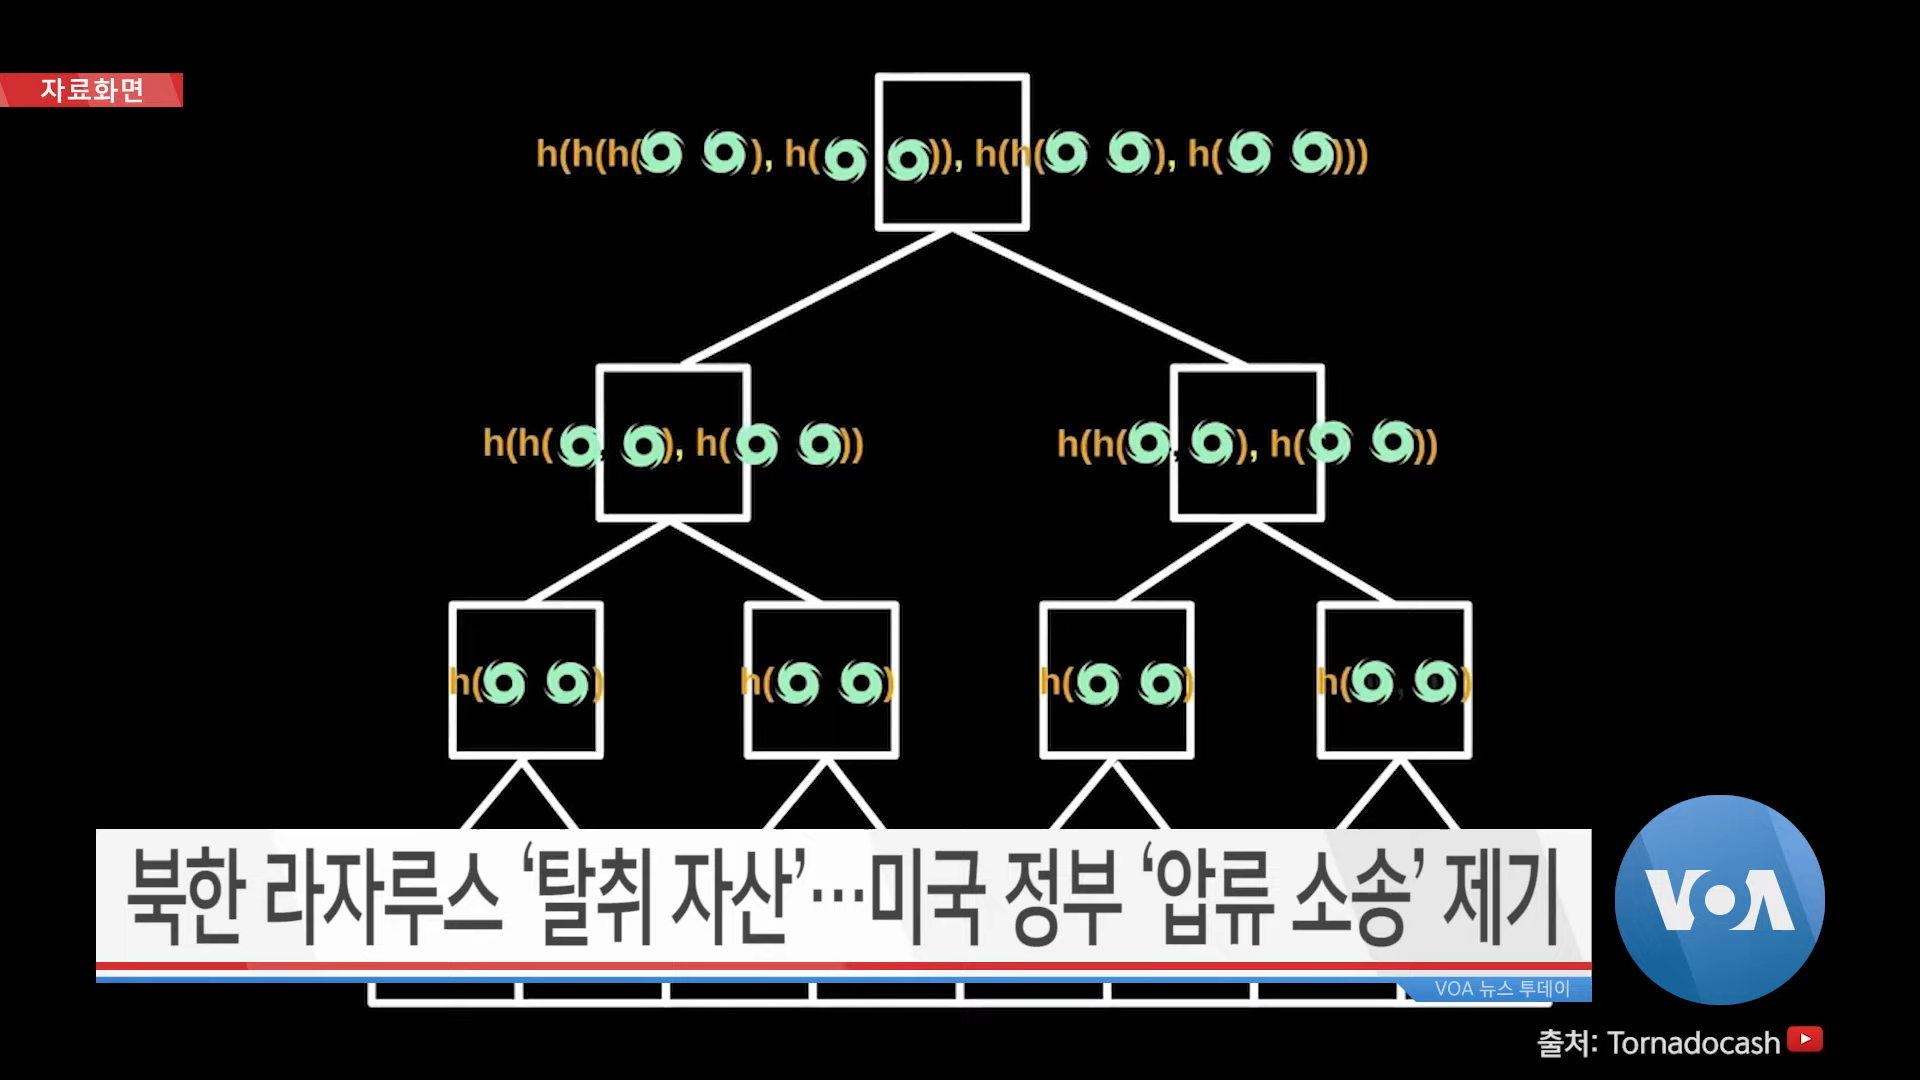 자료화면
h(h(h( ), h( )), h(h( ), h( )))
h(h( , ), h( ))
h(h( , ), h( ))
h( )
h( )
h( )
h( , )
북한 라자루스 ‘탈취 자산’…미국 정부 ‘압류 소송’ 제기
VOA
VOA 뉴스 투데이
출처: Tornadocash